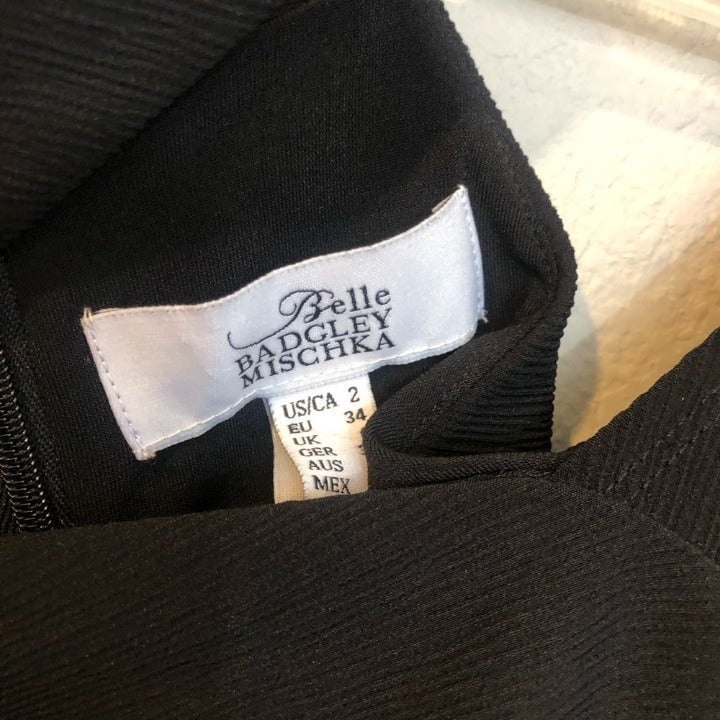 Belle
BADGLEY
MISCHKA
US/CA 2
EU 34
UK
GER
AUS
MEX